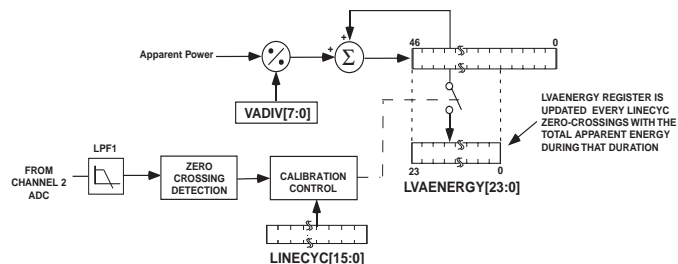 46 0
+
+
Apparent Power
+
%
Σ
VADIV[7:0]
LVAENERGY REGISTER IS
UPDATED EVERY LINECYC
ZERO-CROSSINGS WITH THE
TOTAL APPARENT ENERGY
DURING THAT DURATION
LPF1
FROM
CHANNEL 2
ADC
ZERO
CROSSING
DETECTION
CALIBRATION
CONTROL
23 0
LVAENERGY[23:0]
LINECYC[15:0]